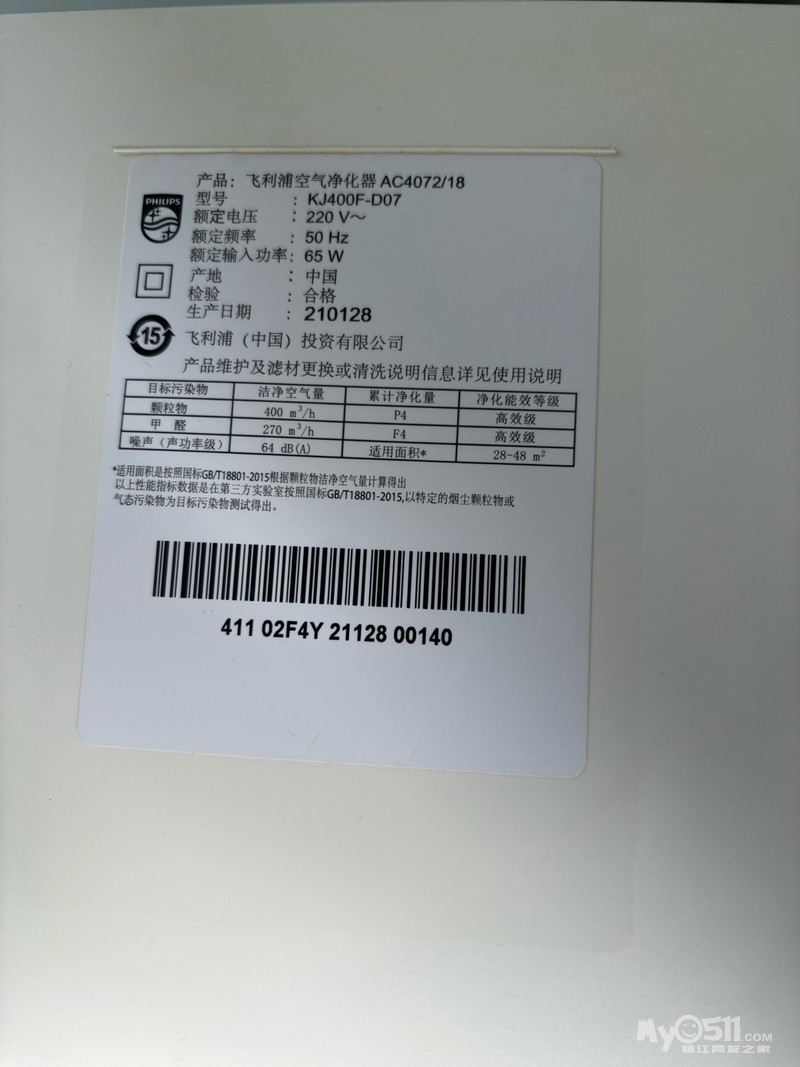 产品：飞利浦空气净化器 AC4072/18
PHILIPS
型号 : KJ400F-D07
额定电压 : 220 V～
额定频率 : 50 Hz
额定输入功率: 65 W
产地 : 中国
检验 : 合格
生产日期 : 210128
15
飞利浦（中国）投资有限公司
产品维护及滤材更换或清洗说明信息详见使用说明
目标污染物 洁净空气量 累计净化量 净化能效等级
颗粒物 400 m³/h P4 高效级
甲 醛 270 m³/h F4 高效级
噪声（声功率级） 64 dB(A) 适用面积* 28-48 m²
*适用面积是按照国标GB/T18801-2015根据颗粒物洁净空气量计算得出
以上性能指标数据是在第三方实验室按照国标GB/T18801-2015,以特定的烟尘颗粒物或
气态污染物为目标污染物测试得出。
411 02F4Y 21128 00140
My0511.COM
镇江网友之家